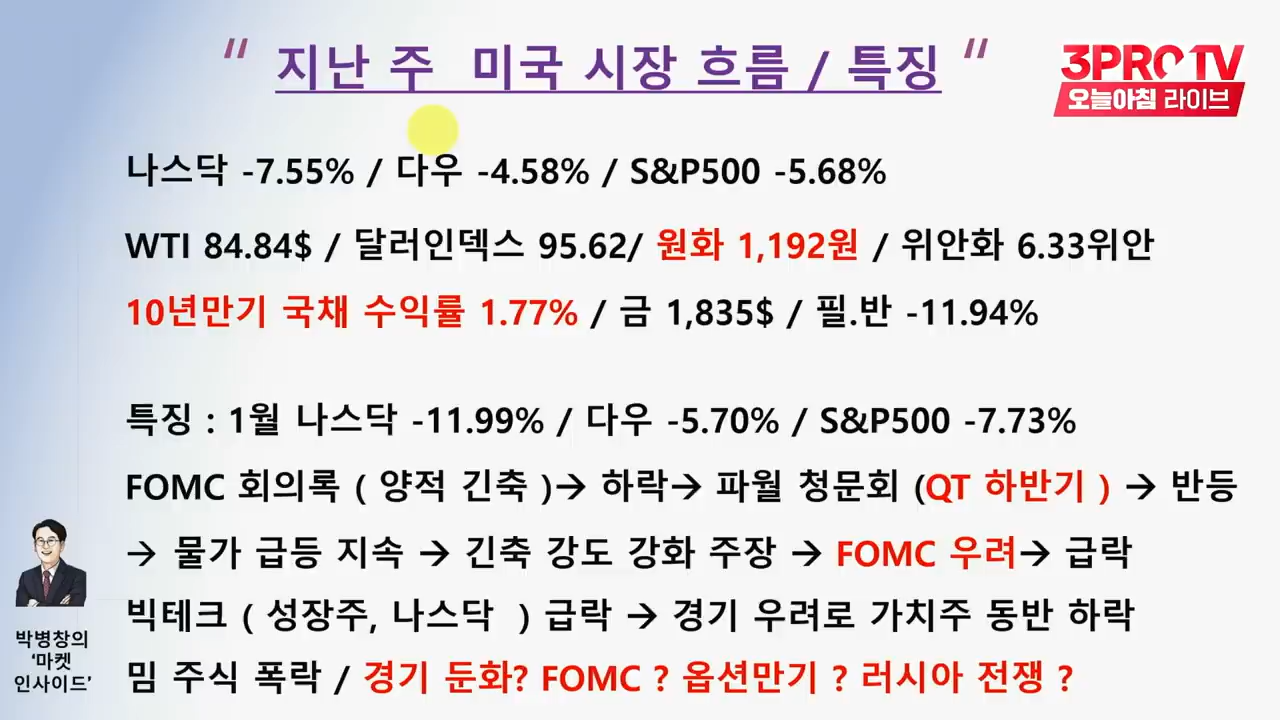 " 지난 주 미국 시장 흐름 / 특징 "
3PROTV
오늘아침 라이브
나스닥 -7.55% / 다우 -4.58% / S&P500 -5.68%
WTI 84.84$ / 달러인덱스 95.62/ 원화 1,192원 / 위안화 6.33위안
10년만기 국채 수익률 1.77% / 금 1,835$ / 필.반 -11.94%
특징 : 1월 나스닥 -11.99% / 다우 -5.70% / S&P500 -7.73%
FOMC 회의록 ( 양적 긴축 )→ 하락→ 파월 청문회 (QT 하반기 ) → 반등
→ 물가 급등 지속 → 긴축 강도 강화 주장 → FOMC 우려→ 급락
빅테크 ( 성장주, 나스닥 ) 급락 → 경기 우려로 가치주 동반 하락
밈 주식 폭락 / 경기 둔화? FOMC ? 옵션만기 ? 러시아 전쟁 ?
박병창의
'마켓
인사이드'